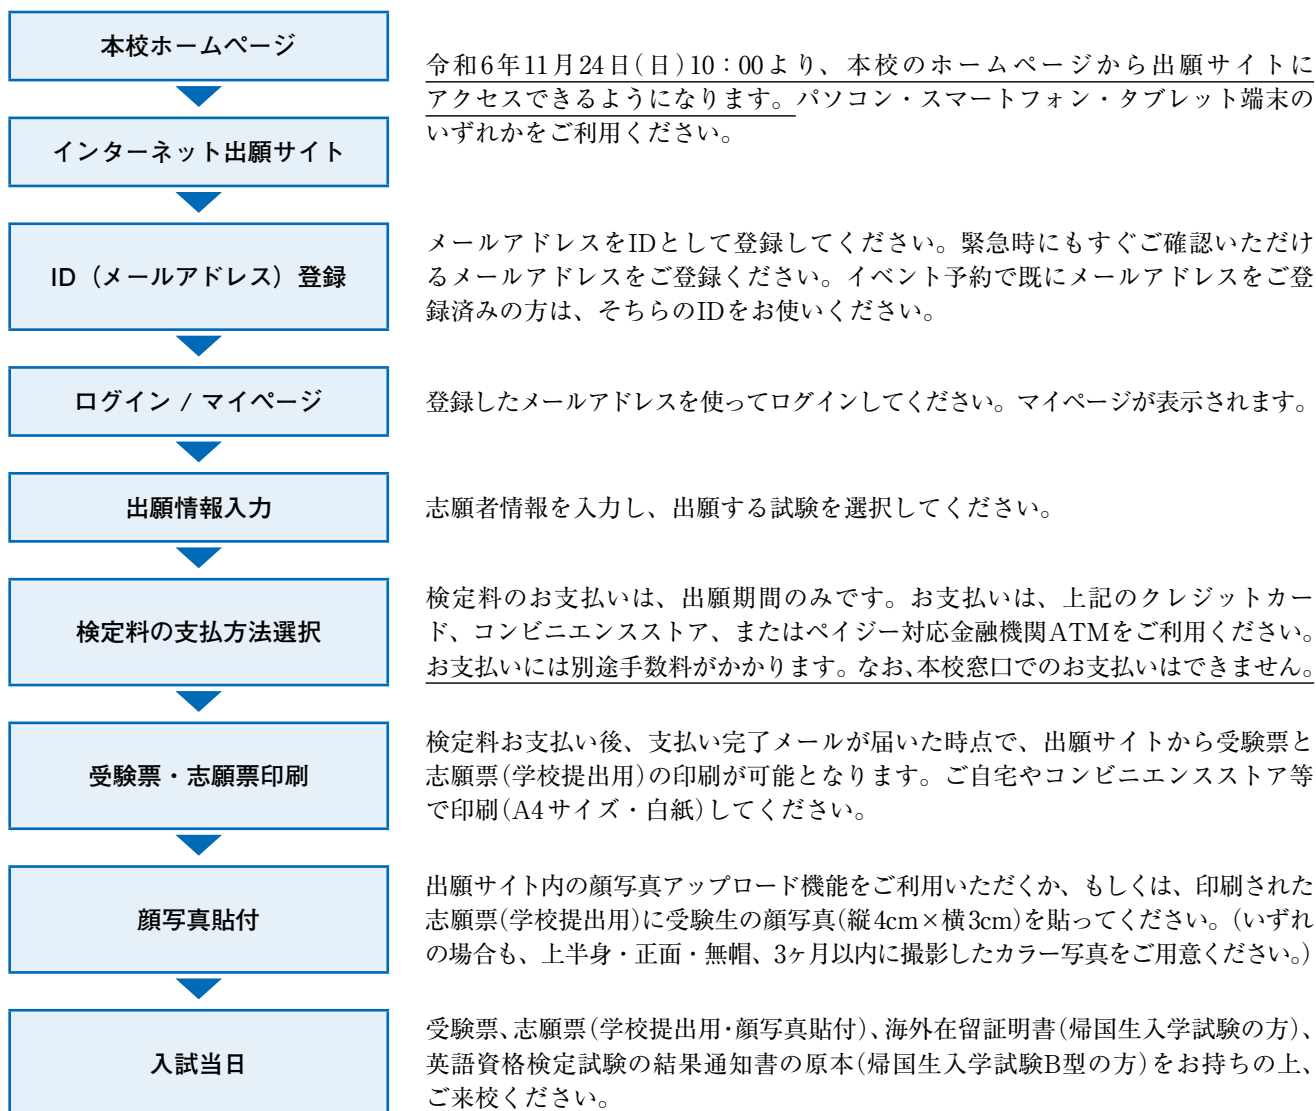 本校ホームページ
令和6年11月24日(日)10：00より、本校のホームページから出願サイトに
アクセスできるようになります。パソコン・スマートフォン・タブレット端末の
いずれかをご利用ください。
インターネット出願サイト
ID（メールアドレス）登録
メールアドレスをIDとして登録してください。緊急時にもすぐご確認いただけ
るメールアドレスをご登録ください。イベント予約で既にメールアドレスをご登
録済みの方は、そちらのIDをお使いください。
ログイン / マイページ
登録したメールアドレスを使ってログインしてください。マイページが表示されます。
出願情報入力
志願者情報を入力し、出願する試験を選択してください。
検定料の支払方法選択
検定料のお支払いは、出願期間のみです。お支払いは、上記のクレジットカー
ド、コンビニエンスストア、またはペイジー対応金融機関ATMをご利用ください。
お支払いには別途手数料がかかります。なお、本校窓口でのお支払いはできません。
受験票・志願票印刷
検定料お支払い後、支払い完了メールが届いた時点で、出願サイトから受験票と
志願票(学校提出用)の印刷が可能となります。ご自宅やコンビニエンスストア等
で印刷(A4サイズ・白紙)してください。
顔写真貼付
出願サイト内の顔写真アップロード機能をご利用いただくか、もしくは、印刷された
志願票(学校提出用)に受験生の顔写真(縦4cm×横3cm)を貼ってください。(いずれ
の場合も、上半身・正面・無帽、3ヶ月以内に撮影したカラー写真をご用意ください。)
入試当日
受験票、志願票(学校提出用・顔写真貼付)、海外在留証明書(帰国生入学試験の方)、
英語資格検定試験の結果通知書の原本(帰国生入学試験B型の方)をお持ちの上、
ご来校ください。